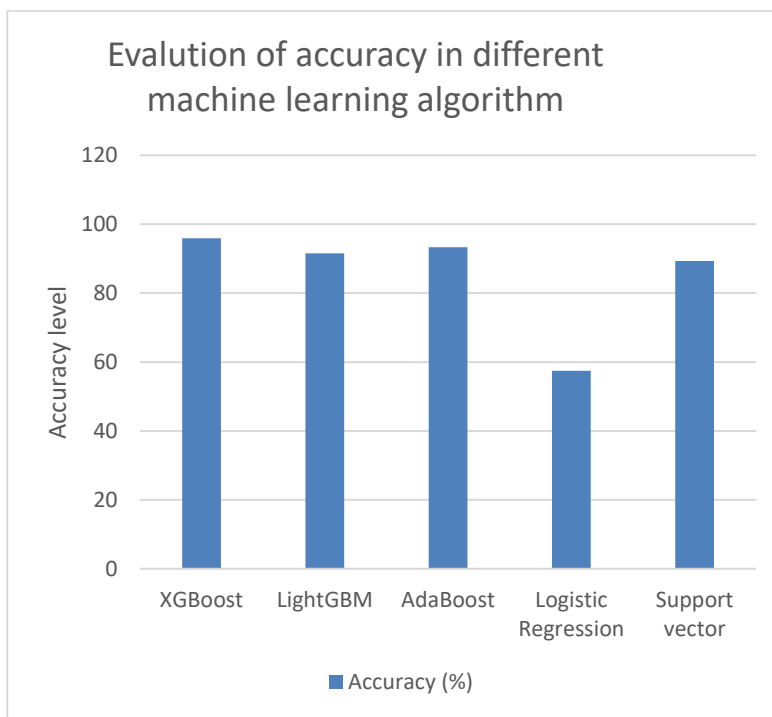 Evalution of accuracy in different
machine learning algorithm
120
100
80
60
40
20
0
Accuracy level
XGBoost LightGBM AdaBoost Logistic Regression Support vector
Accuracy (%)